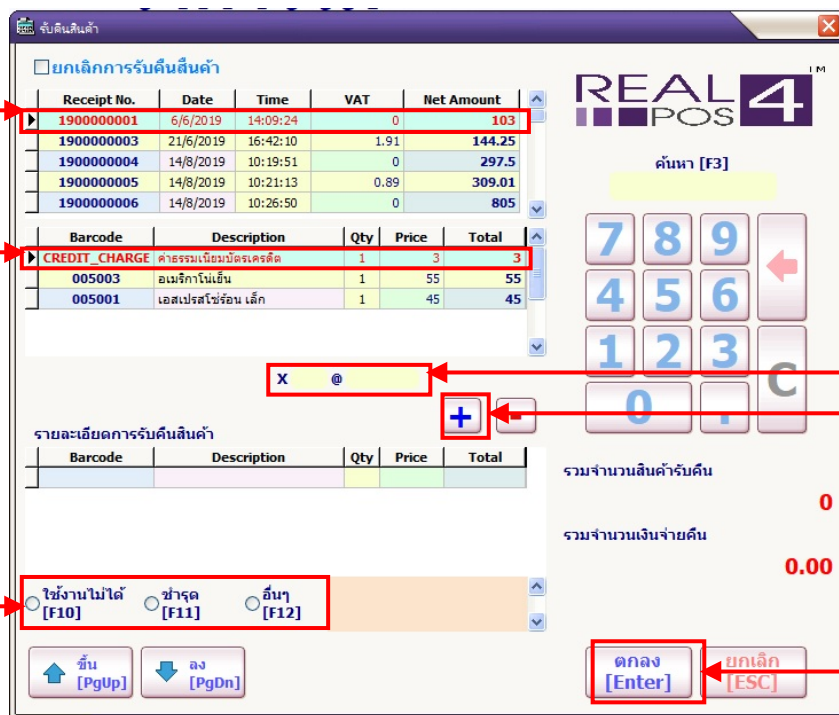 รับคืนสินค้า
ยกเลิกการรับคืนสินค้า
Receipt No. Date Time VAT Net Amount
1900000001 6/6/2019 14:09:24 0 103
1900000003 21/6/2019 16:42:10 1.91 144.25
1900000004 14/8/2019 10:19:51 0 297.5
1900000005 14/8/2019 10:21:13 0.89 309.01
1900000006 14/8/2019 10:26:50 0 805
REAL POS 4 TM
ค้นหา [F3]
Barcode Description Qty Price Total
CREDIT_CHARGE ค่าธรรมเนียมบัตรเครดิต 1 3 3
005003 อเมริกาโน่เย็น 1 55 55
005001 เอสเปรสโซ่ร้อน เล็ก 1 45 45
7 8 9
4 5 6
1 2 3
0 . C
X @
+ -
รายละเอียดการรับคืนสินค้า
Barcode Description Qty Price Total
รวมจำนวนสินค้ารับคืน
0
รวมจำนวนเงินจ่ายคืน
0.00
ใช้งานไม่ได้ [F10]
ชำรุด [F11]
อื่นๆ [F12]
ขึ้น [PgUp]
ลง [PgDn]
ตกลง [Enter]
ยกเลิก [ESC]